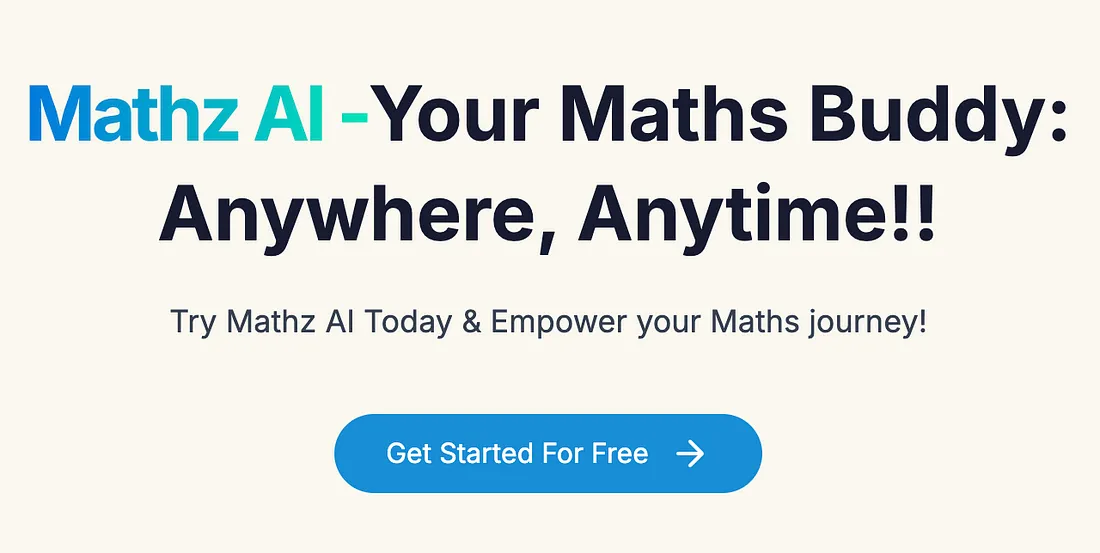 Mathz AI -Your Maths Buddy:
Anywhere, Anytime!!
Try Mathz AI Today & Empower your Maths journey!
Get Started For Free →